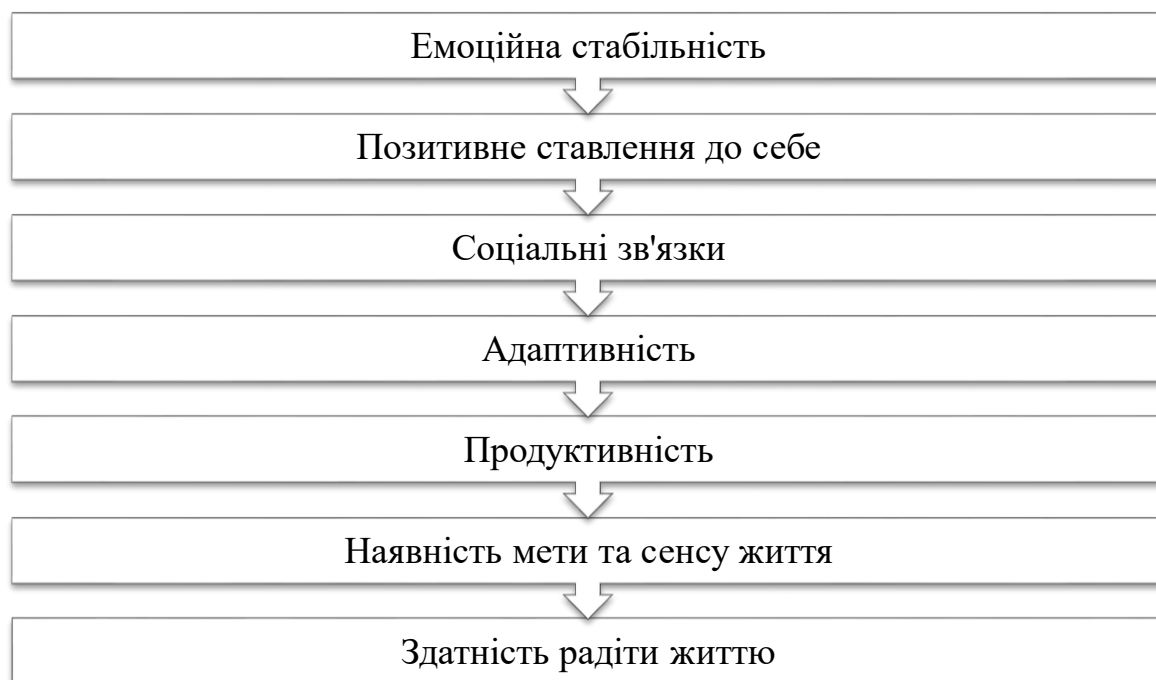 Емоційна стабільність
Позитивне ставлення до себе
Соціальні зв'язки
Адаптивність
Продуктивність
Наявність мети та сенсу життя
Здатність радіти життю